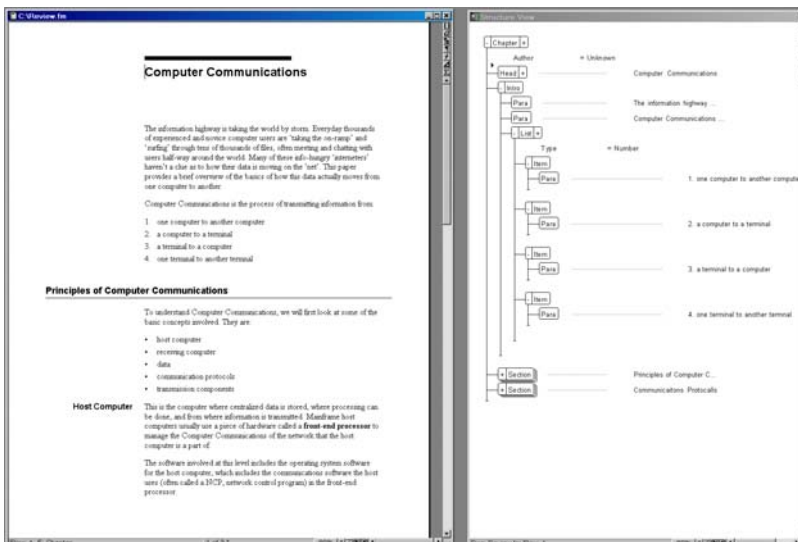 C:\Review.fm
Computer Communications
The information highway is taking the world by storm. Everyday thousands
of experienced and novice computer users are 'taking the on-ramp' and
'surfing' through tens of thousands of files, often meeting and chatting with
users half-way around the world. Many of these info-hungry 'interneters'
haven't a clue as to how their data is moving on the 'net'. This paper
provides a brief overview of the basics of how this data actually moves from
one computer to another.
Computer Communications is the process of transmitting information from
1. one computer to another computer
2. a computer to a terminal
3. a terminal to a computer
4. one terminal to another terminal
Principles of Computer Communications
To understand Computer Communications, we will first look at some of the
basic concepts involved. They are:
• host computer
• receiving computer
• data
• communication protocols
• transmission components
Host Computer
This is the computer where centralized data is stored, where processing can
be done, and from where information is transmitted. Mainframe host
computers usually use a piece of hardware called a front-end processor to
manage the Computer Communications of the network that the host
computer is a part of.
The software involved at this level includes the operating system software
for the host computer, which includes the communications software the host
uses (often called a NCP, network control program) in the front-end
processor.
Structure View
- Chapter +
Author = Unknown
Head + Computer Communications
- Intro
Para The information highway ...
Para Computer Communications ...
- List +
Type = Number
- Item
Para 1. one computer to another compute
- Item
Para 2. a computer to a terminal
- Item
Para 3. a terminal to a computer
- Item
Para 4. one terminal to another terminal
+ Section Principles of Computer C...
+ Section Communicaitons Protocalls